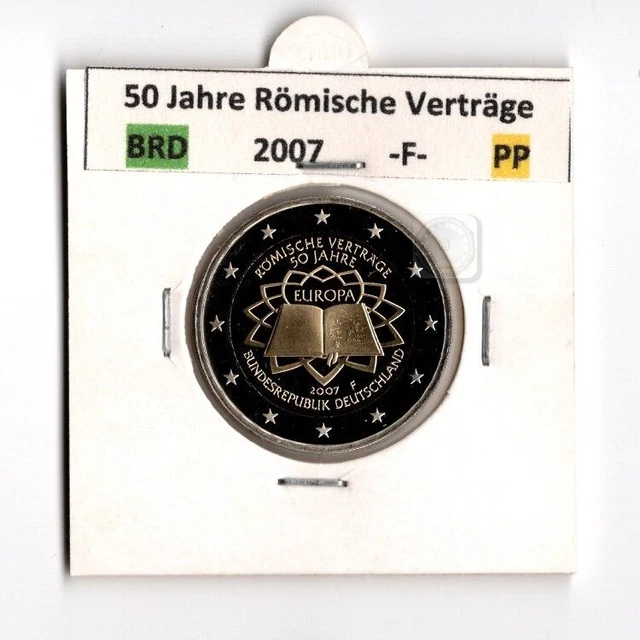 50 Jahre Römische Verträge
BRD 2007 -F- PP
RÖMISCHE VERTRÄGE
50 JAHRE
EUROPA
2007 F
BUNDESREPUBLIK DEUTSCHLAND